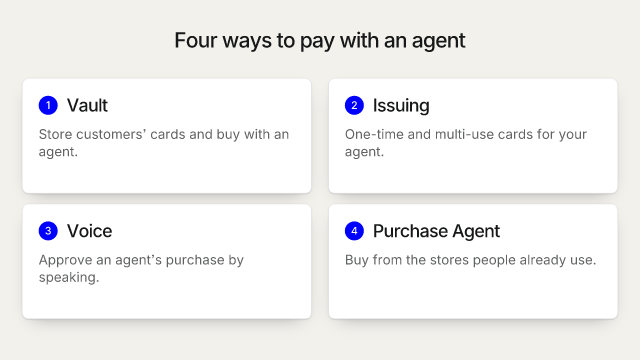 Four ways to pay with an agent
1 Vault
Store customers’ cards and buy with an
agent.
2 Issuing
One-time and multi-use cards for your
agent.
3 Voice
Approve an agent’s purchase by
speaking.
4 Purchase Agent
Buy from the stores people already use.